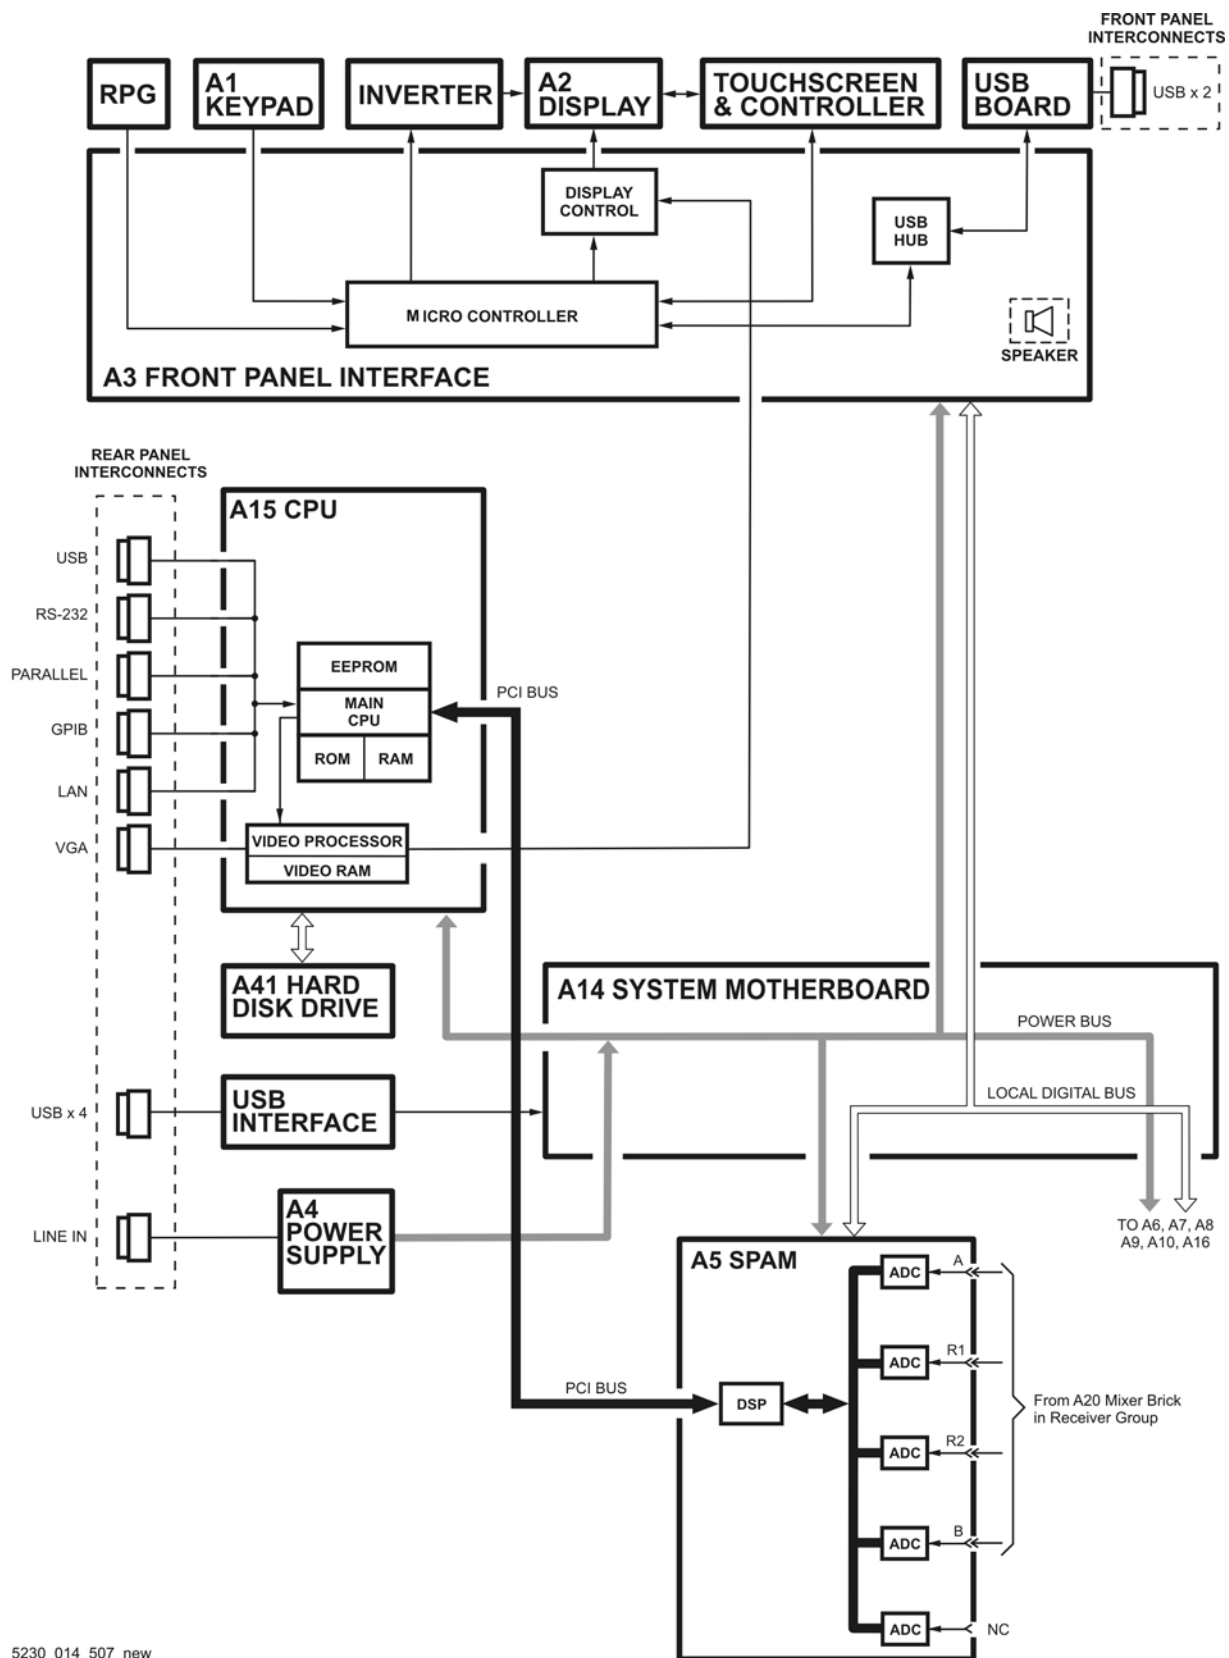 FRONT PANEL
INTERCONNECTS
RPG
A1
KEYPAD
INVERTER
A2
DISPLAY
TOUCHSCREEN
& CONTROLLER
USB
BOARD
USB x 2
DISPLAY
CONTROL
USB
HUB
MICRO CONTROLLER
SPEAKER
A3 FRONT PANEL INTERFACE
REAR PANEL
INTERCONNECTS
A15 CPU
USB
RS-232
PARALLEL
GPIB
LAN
VGA
EEPROM
MAIN
CPU
ROM
RAM
PCI BUS
VIDEO PROCESSOR
VIDEO RAM
A41 HARD
DISK DRIVE
A14 SYSTEM MOTHERBOARD
POWER BUS
LOCAL DIGITAL BUS
USB x 4
USB
INTERFACE
LINE IN
A4
POWER
SUPPLY
TO A6, A7, A8
A9, A10, A16
A5 SPAM
ADC
A
ADC
R1
PCI BUS
DSP
From A20 Mixer Brick
in Receiver Group
ADC
R2
ADC
B
ADC
NC
5230_014_507_new